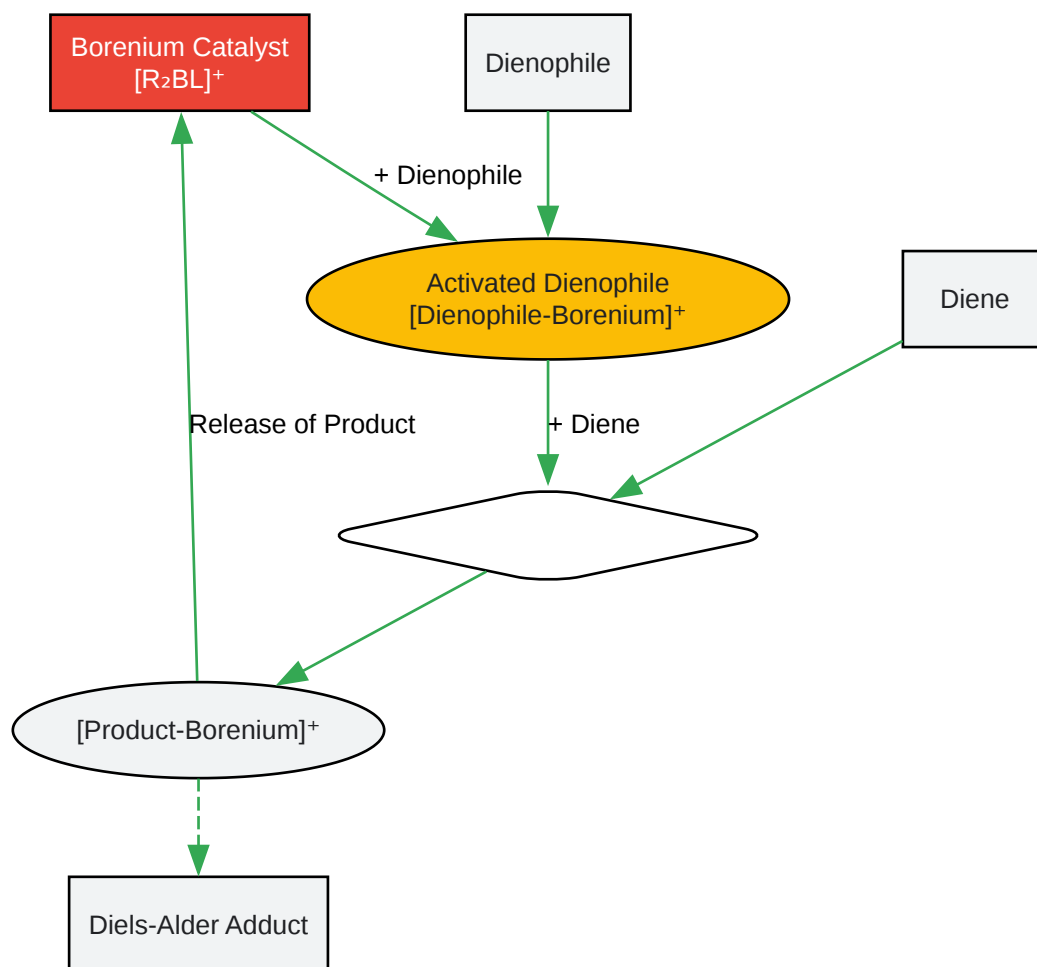 Borenium Catalyst
[R₂BL]⁺
Dienophile
+ Dienophile
Activated Dienophile
[Dienophile-Borenium]⁺
Diene
Release of Product
+ Diene
[Product-Borenium]⁺
Diels-Alder Adduct